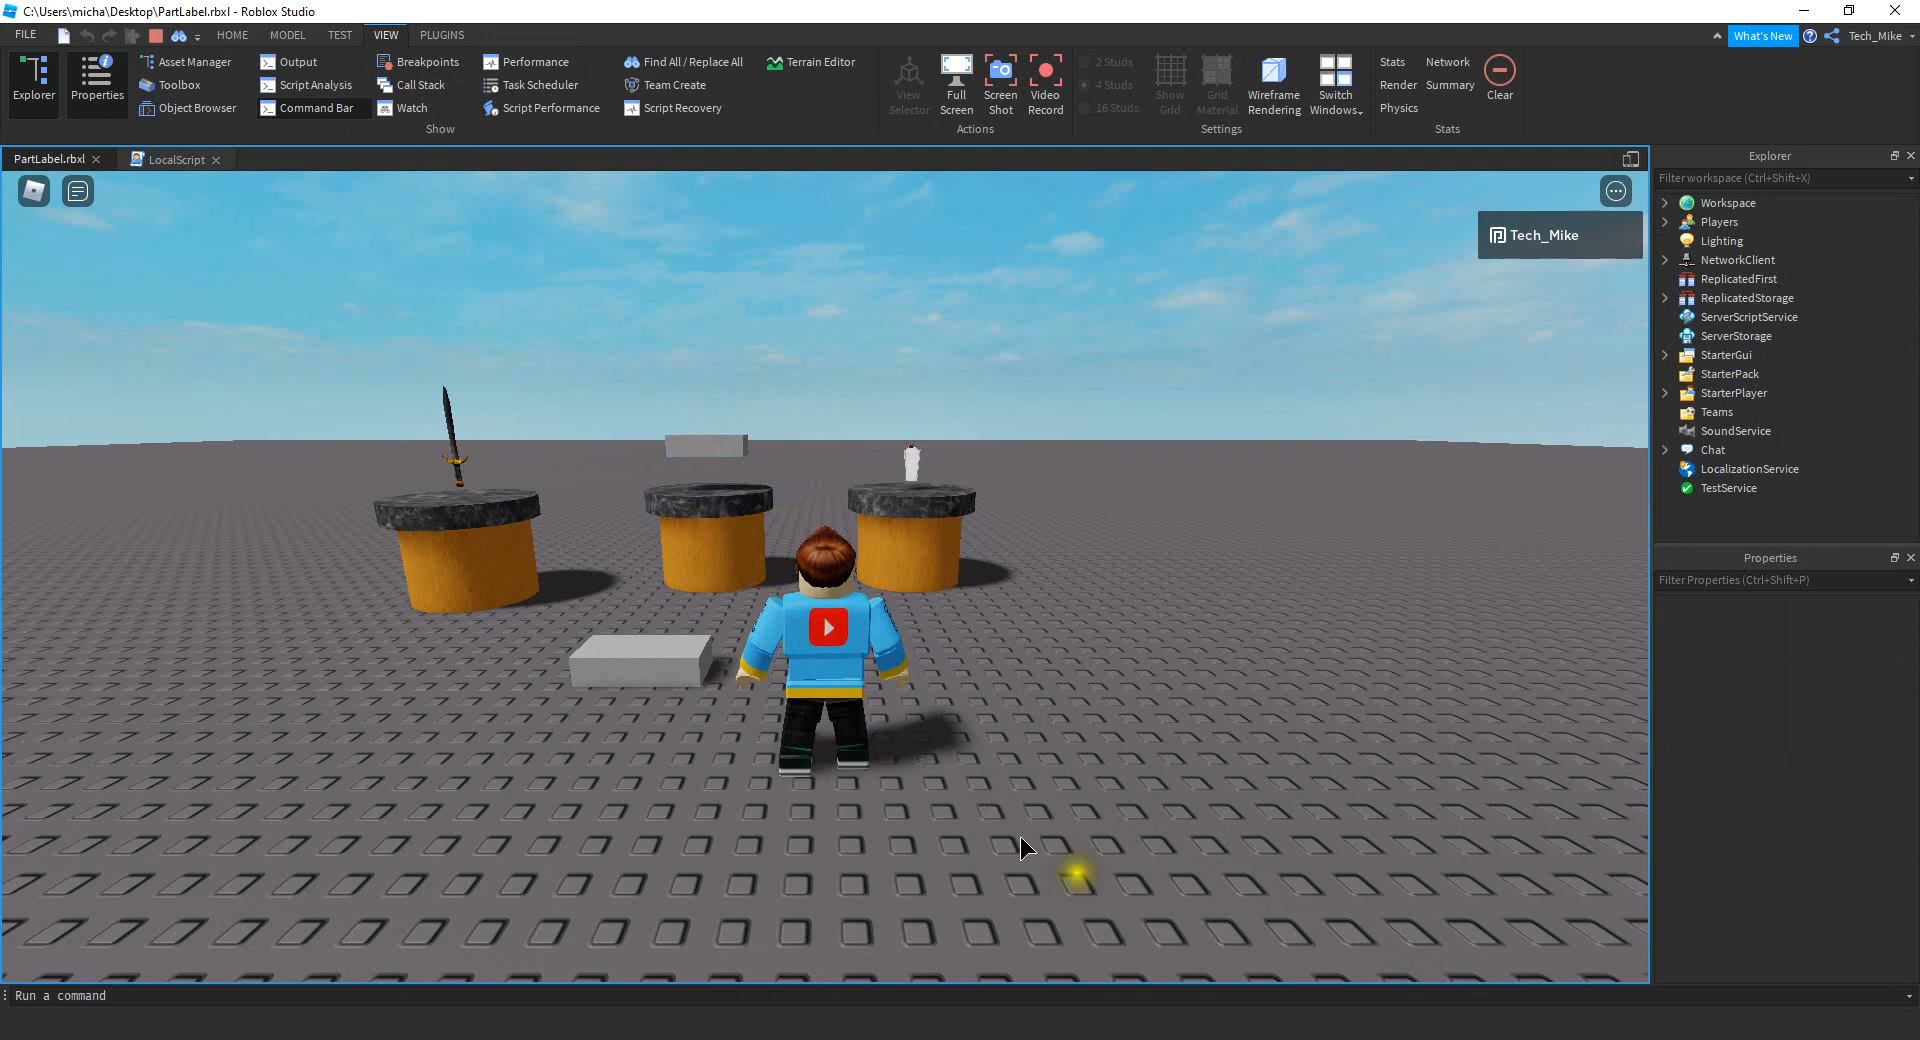 C:\Users\micha\Desktop\PartLabel.rbxl - Roblox Studio
FILE HOME MODEL TEST VIEW PLUGINS What's New Tech_Mike
Explorer
Properties
Asset Manager
Toolbox
Object Browser
Output
Script Analysis
Command Bar
Breakpoints
Call Stack
Watch
Performance
Task Scheduler
Script Performance
Find All / Replace All
Team Create
Script Recovery
Terrain Editor
Show
View
Selector
Full
Screen
Screen
Shot
Video
Record
Actions
2 Studs
4 Studs
16 Studs
Show
Grid
Grid
Material
Wireframe
Rendering
Switch
Windows
Settings
Stats
Network
Render
Summary
Physics
Clear
Stats
PartLabel.rbxl
LocalScript
Tech_Mike
Explorer
Filter workspace (Ctrl+Shift+X)
Workspace
Players
Lighting
NetworkClient
ReplicatedFirst
ReplicatedStorage
ServerScriptService
ServerStorage
StarterGui
StarterPack
StarterPlayer
Teams
SoundService
Chat
LocalizationService
TestService
Properties
Filter Properties (Ctrl+Shift+P)
Run a command